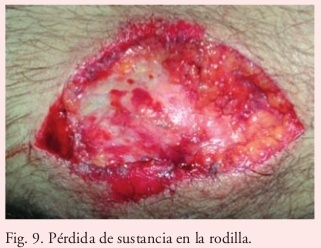 Fig. 9. Pérdida de sustancia en la rodilla.